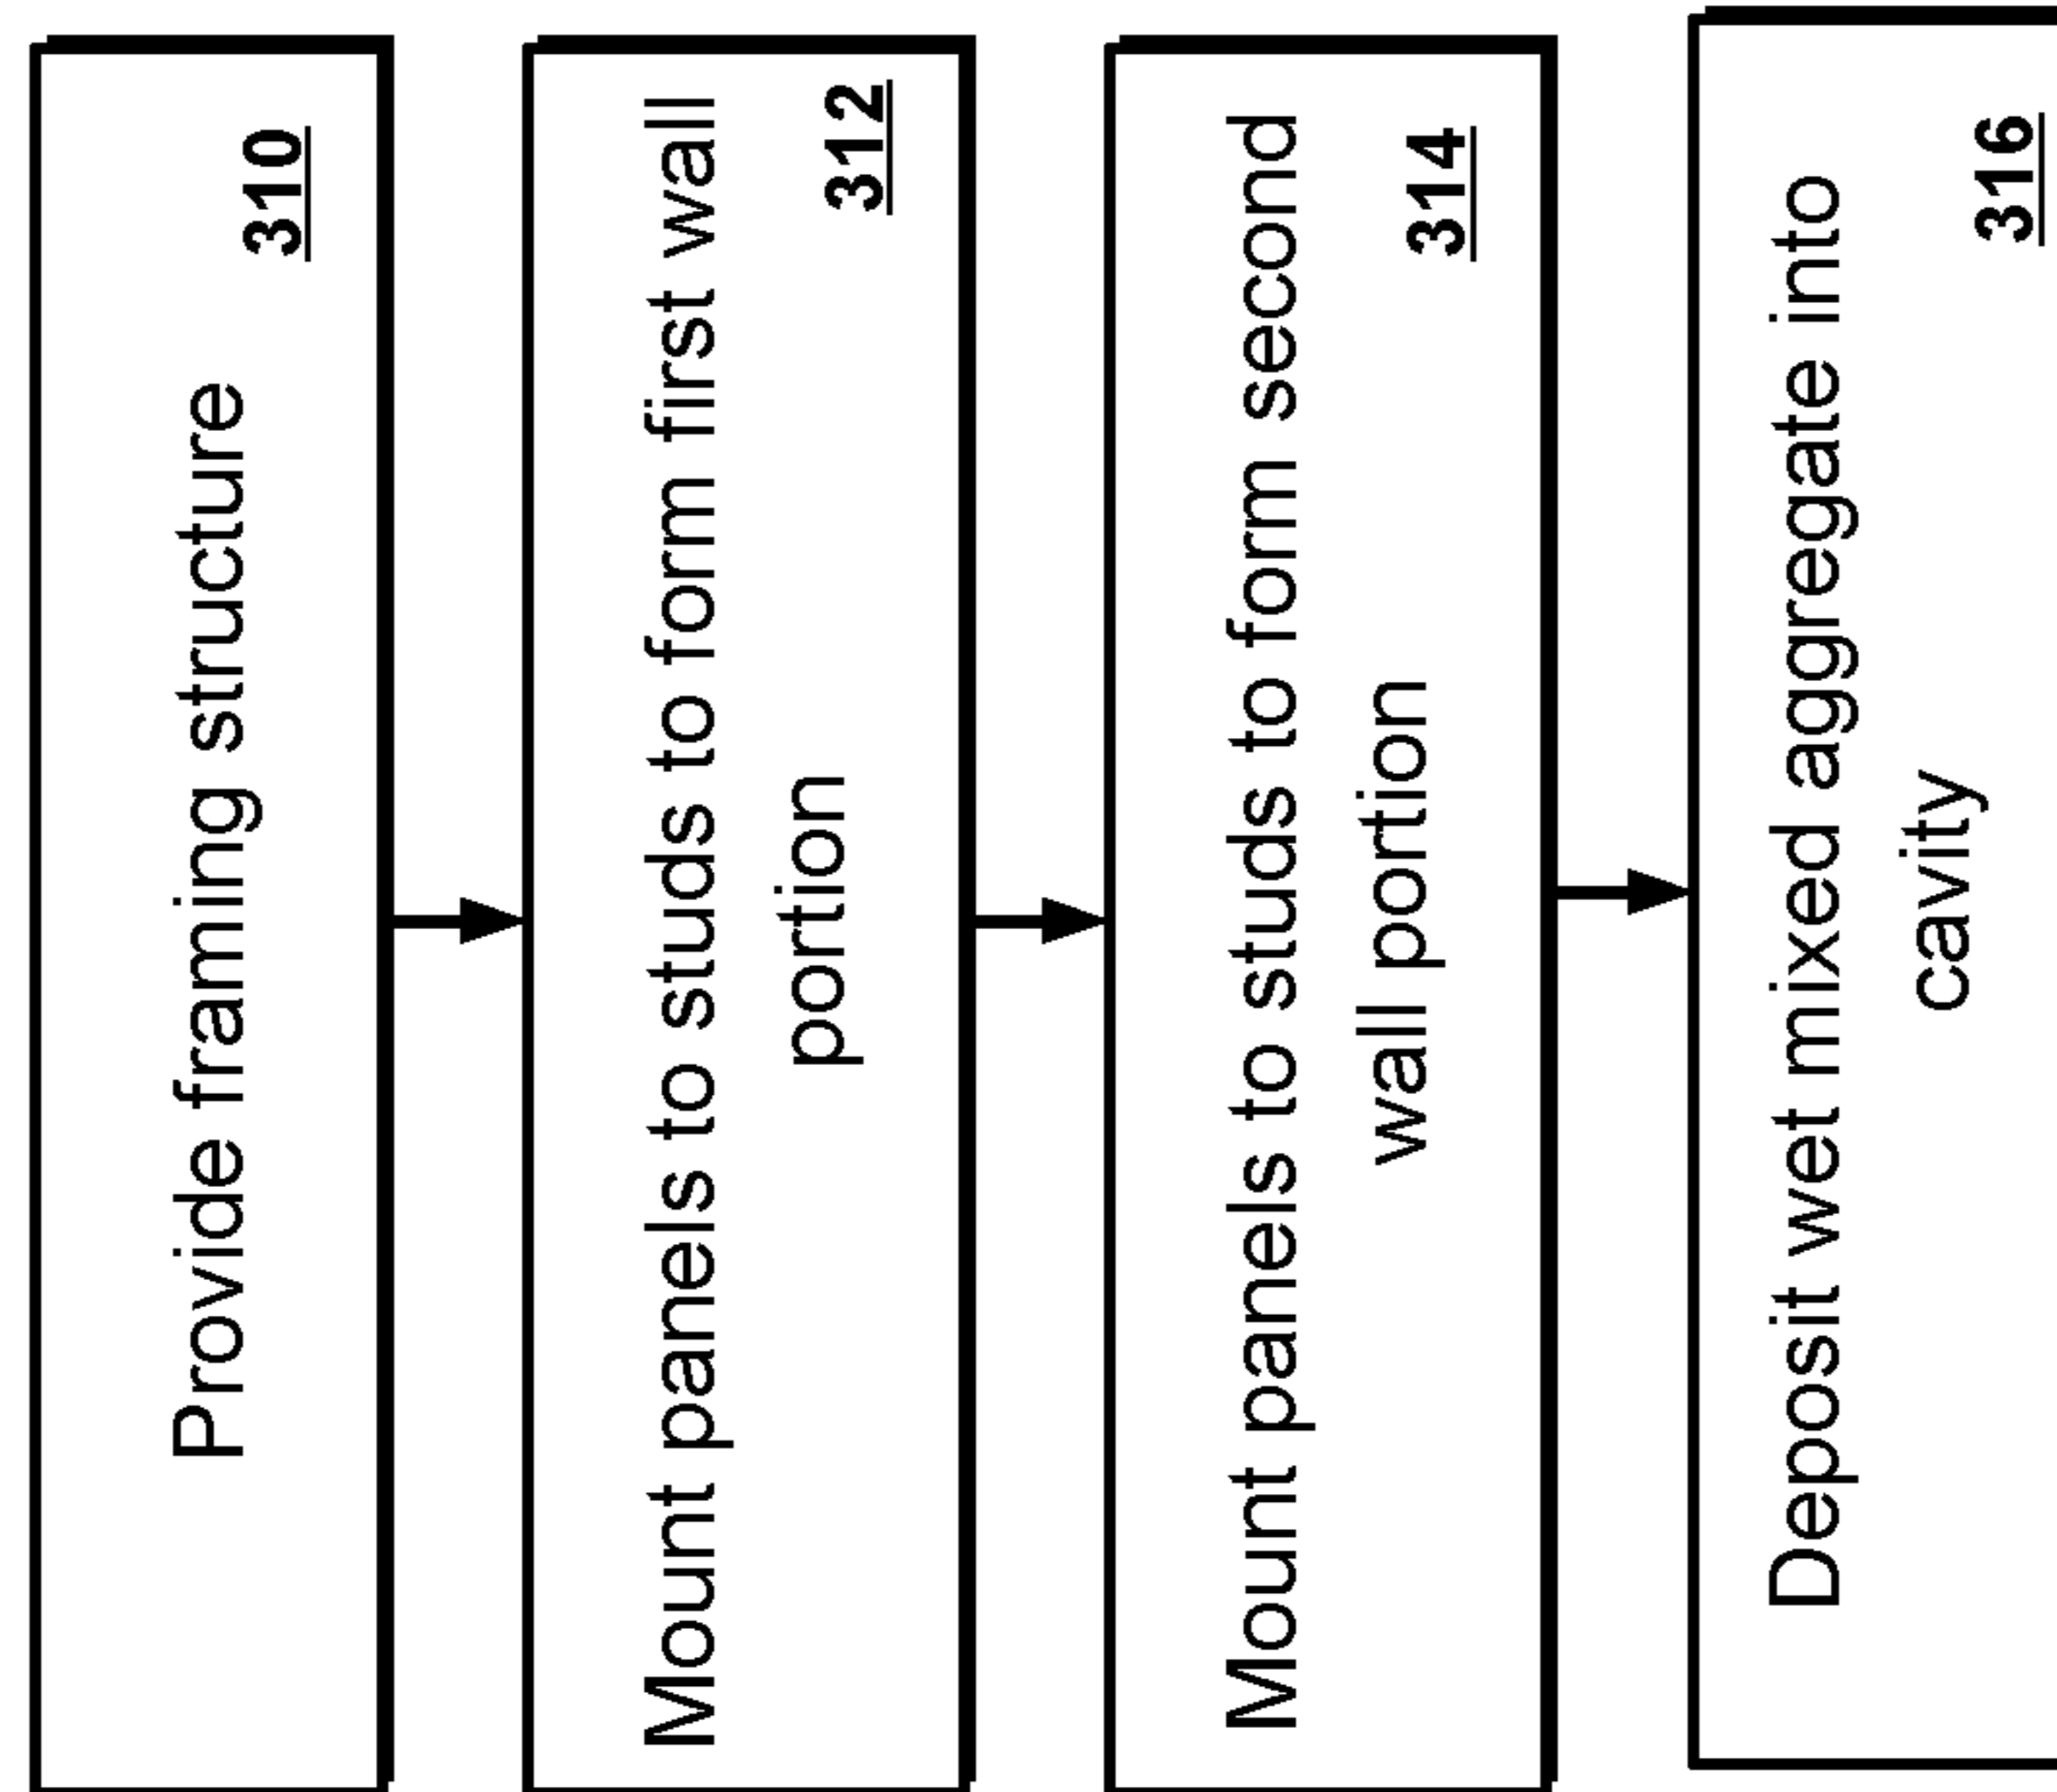 Provide framing structure
310
Mount panels to studs to form first wall
portion
312
Mount panels to studs to form second
wall portion
314
Deposit wet mixed aggregate into
cavity
316